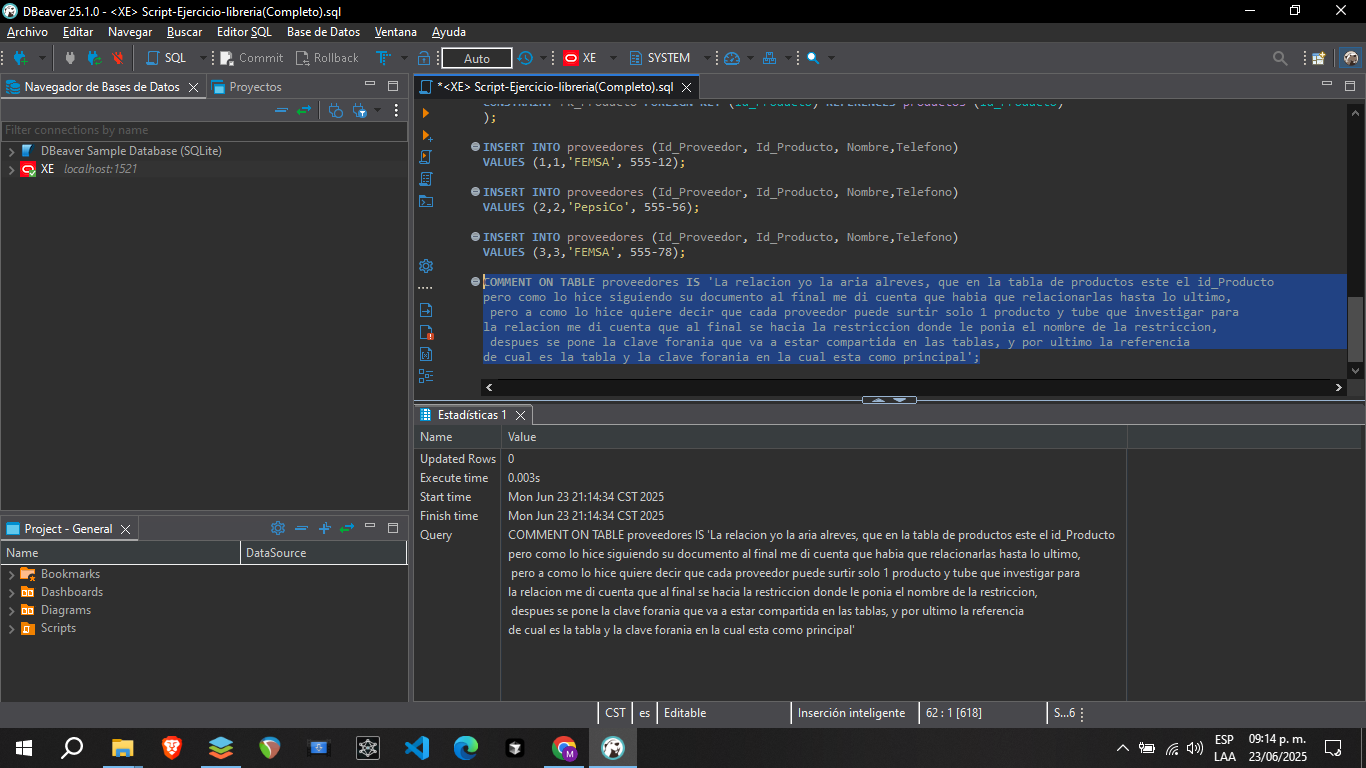 DBeaver 25.1.0 - <XE> Script-Ejercicio-libreria(Completo).sql
Archivo Editar Navegar Buscar Editor SQL Base de Datos Ventana Ayuda
SQL Commit Rollback Auto XE SYSTEM
Navegador de Bases de Datos Proyectos
*<XE> Script-Ejercicio-libreria(Completo).sql
Filter connections by name
DBeaver Sample Database (SQLite)
XE localhost:1521
);
INSERT INTO proveedores (Id_Proveedor, Id_Producto, Nombre,Telefono)
VALUES (1,1,'FEMSA', 555-12);
INSERT INTO proveedores (Id_Proveedor, Id_Producto, Nombre,Telefono)
VALUES (2,2,'PepsiCo', 555-56);
INSERT INTO proveedores (Id_Proveedor, Id_Producto, Nombre,Telefono)
VALUES (3,3,'FEMSA', 555-78);
COMMENT ON TABLE proveedores IS 'La relacion yo la aria alreves, que en la tabla de productos este el id_Producto
pero como lo hice siguiendo su documento al final me di cuenta que habia que relacionarlas hasta lo ultimo,
pero a como lo hice quiere decir que cada proveedor puede surtir solo 1 producto y tube que investigar para
la relacion me di cuenta que al final se hacia la restriccion donde le ponia el nombre de la restriccion,
despues se pone la clave forania que va a estar compartida en las tablas, y por ultimo la referencia
de cual es la tabla y la clave forania en la cual esta como principal';
Estadísticas 1
Name Value
Updated Rows 0
Execute time 0.003s
Start time Mon Jun 23 21:14:34 CST 2025
Finish time Mon Jun 23 21:14:34 CST 2025
Query COMMENT ON TABLE proveedores IS 'La relacion yo la aria alreves, que en la tabla de productos este el id_Producto
pero como lo hice siguiendo su documento al final me di cuenta que habia que relacionarlas hasta lo ultimo,
pero a como lo hice quiere decir que cada proveedor puede surtir solo 1 producto y tube que investigar para
la relacion me di cuenta que al final se hacia la restriccion donde le ponia el nombre de la restriccion,
despues se pone la clave forania que va a estar compartida en las tablas, y por ultimo la referencia
de cual es la tabla y la clave forania en la cual esta como principal'
Project - General
Name DataSource
Bookmarks
Dashboards
Diagrams
Scripts
CST es Editable Inserción inteligente 62 : 1 [618] S...6
ESP 09:14 p. m.
LAA 23/06/2025